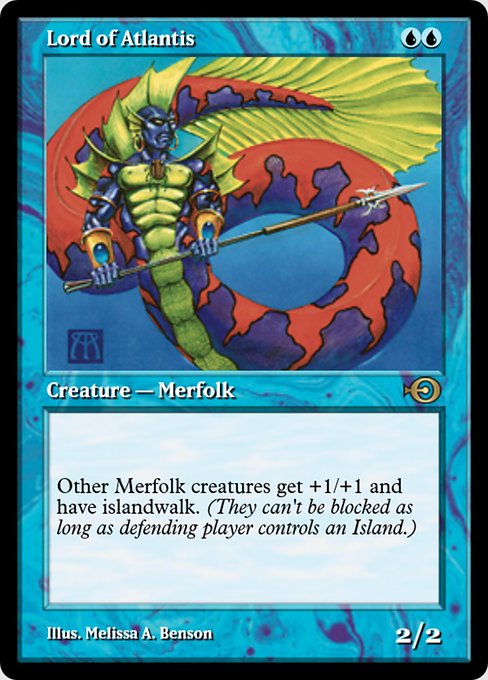 Lord of Atlantis
Creature — Merfolk
Other Merfolk creatures get +1/+1 and
have islandwalk. (They can't be blocked as
long as defending player controls an Island.)
Illus. Melissa A. Benson
2/2